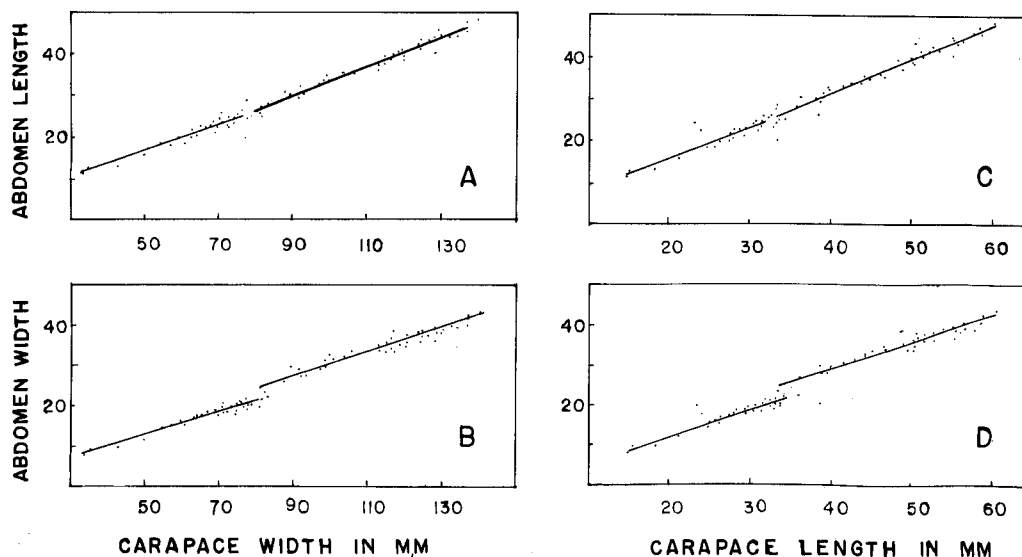 ABDOMEN LENGTH
40
20
A
50 70 90 110 130
40
20
C
20 30 40 50 60
ABDOMEN WIDTH
40
20
B
50 70 90 110 130
CARAPACE WIDTH IN MM
40
20
D
20 30 40 50 60
CARAPACE LENGTH IN MM